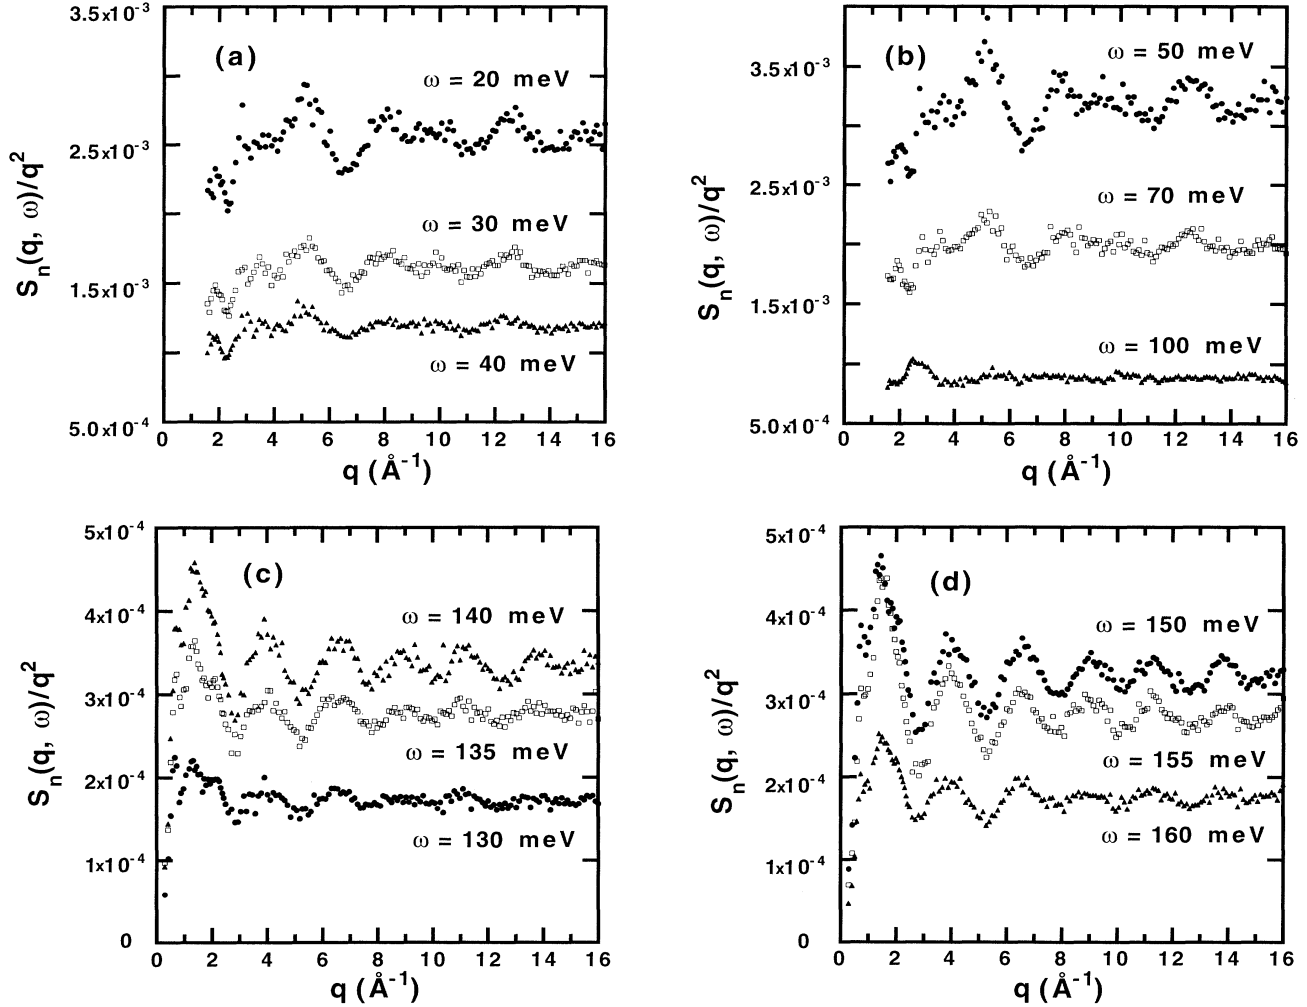 (a)
3.5x10⁻³
2.5x10⁻³
1.5x10⁻³
5.0x10⁻⁴
Sₙ(q, ω)/q²
ω = 20 meV
ω = 30 meV
ω = 40 meV
0 2 4 6 8 10 12 14 16
q (Å⁻¹)
(b)
3.5x10⁻³
2.5x10⁻³
1.5x10⁻³
5.0x10⁻⁴
Sₙ(q, ω)/q²
ω = 50 meV
ω = 70 meV
ω = 100 meV
0 2 4 6 8 10 12 14 16
q (Å⁻¹)
(c)
5x10⁻⁴
4x10⁻⁴
3x10⁻⁴
2x10⁻⁴
1x10⁻⁴
0
Sₙ(q, ω)/q²
ω = 140 meV
ω = 135 meV
ω = 130 meV
0 2 4 6 8 10 12 14 16
q (Å⁻¹)
(d)
5x10⁻⁴
4x10⁻⁴
3x10⁻⁴
2x10⁻⁴
1x10⁻⁴
0
Sₙ(q, ω)/q²
ω = 150 meV
ω = 155 meV
ω = 160 meV
0 2 4 6 8 10 12 14 16
q (Å⁻¹)